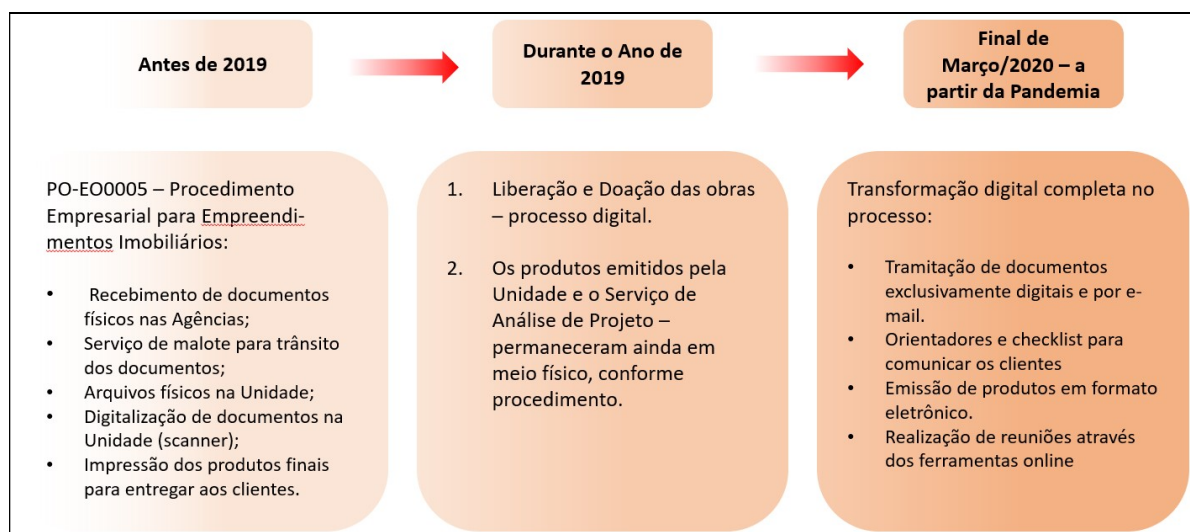 Antes de 2019
Durante o Ano de
2019
Final de
Março/2020 – a
partir da Pandemia
PO-EO0005 – Procedimento
Empresarial para Empreendi-
mentos Imobiliários:
• Recebimento de documentos
físicos nas Agências;
• Serviço de malote para trânsito
dos documentos;
• Arquivos físicos na Unidade;
• Digitalização de documentos na
Unidade (scanner);
• Impressão dos produtos finais
para entregar aos clientes.
1. Liberação e Doação das obras
– processo digital.
2. Os produtos emitidos pela
Unidade e o Serviço de
Análise de Projeto –
permaneceram ainda em
meio físico, conforme
procedimento.
Transformação digital completa no
processo:
• Tramitação de documentos
exclusivamente digitais e por e-
mail.
• Orientadores e checklist para
comunicar os clientes
• Emissão de produtos em formato
eletrônico.
• Realização de reuniões através
dos ferramentas online